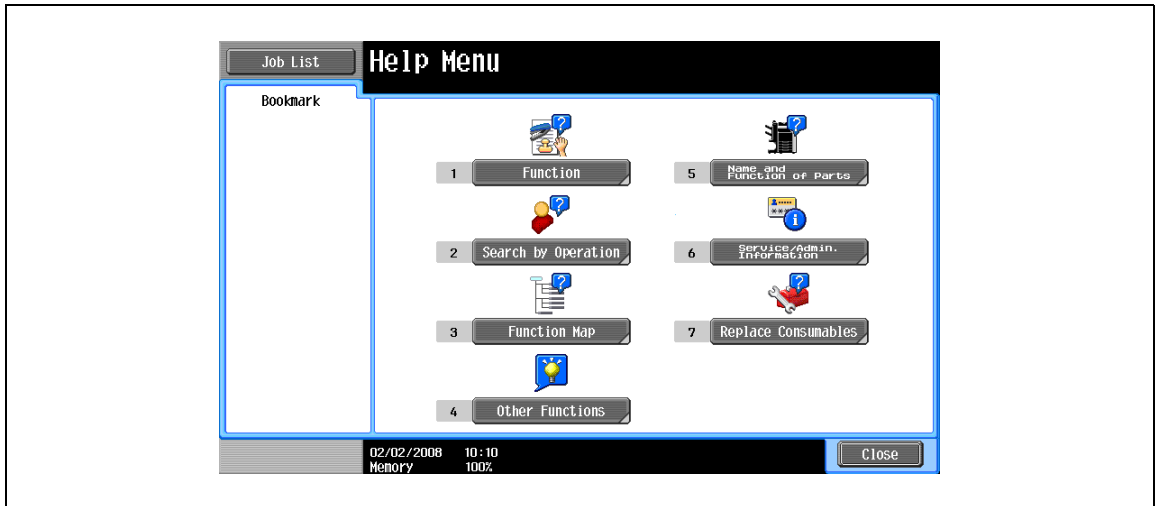 Job List
Help Menu
Bookmark
1 Function
2 Search by Operation
3 Function Map
4 Other Functions
5 Name and
Function of Parts
6 Service/Admin.
Information
7 Replace Consumables
02/02/2008 10:10
Memory 100%
Close